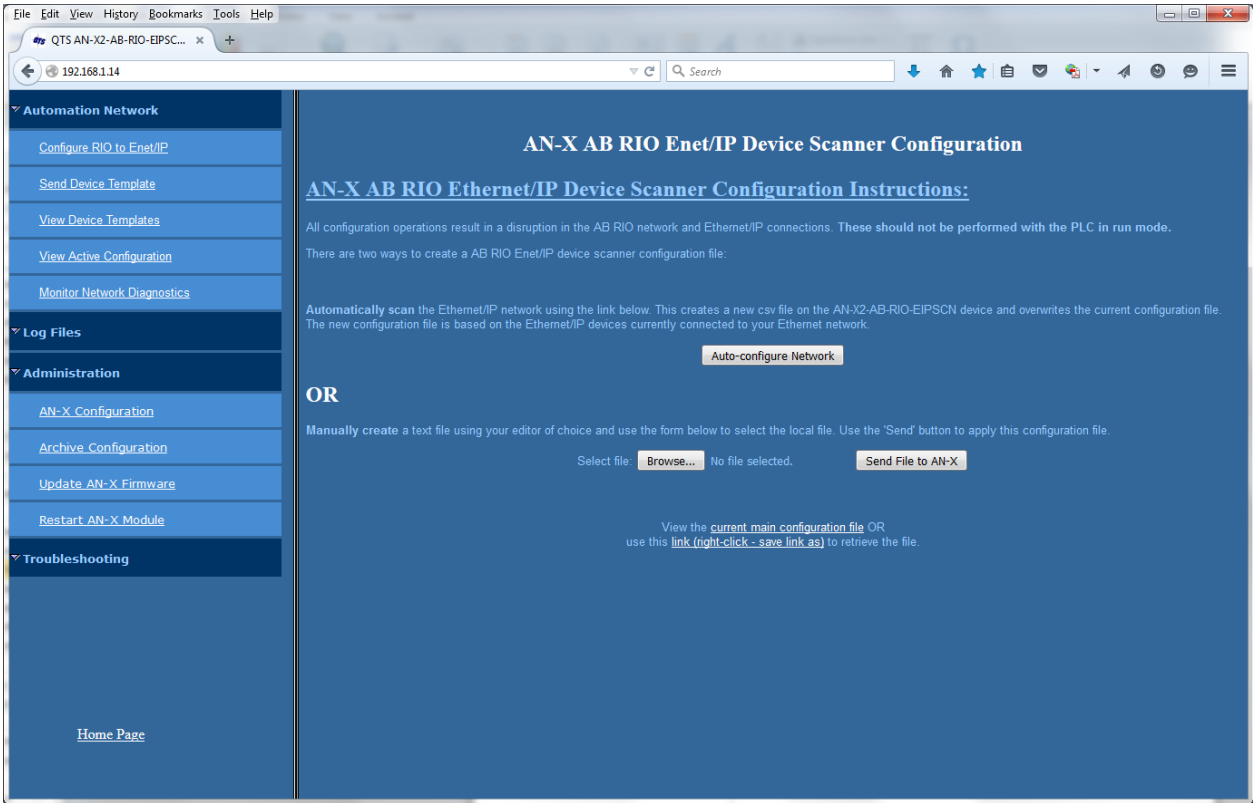 File Edit View History Bookmarks Tools Help
QTS AN-X2-AB-RIO-EIPSC...
192.168.1.14
Search
Automation Network
Configure RIO to Enet/IP
Send Device Template
View Device Templates
View Active Configuration
Monitor Network Diagnostics
Log Files
Administration
AN-X Configuration
Archive Configuration
Update AN-X Firmware
Restart AN-X Module
Troubleshooting
Home Page
AN-X AB RIO Enet/IP Device Scanner Configuration
AN-X AB RIO Ethernet/IP Device Scanner Configuration Instructions:
All configuration operations result in a disruption in the AB RIO network and Ethernet/IP connections. These should not be performed with the PLC in run mode.
There are two ways to create a AB RIO Enet/IP device scanner configuration file:
Automatically scan the Ethernet/IP network using the link below. This creates a new csv file on the AN-X2-AB-RIO-EIPSCN device and overwrites the current configuration file.
The new configuration file is based on the Ethernet/IP devices currently connected to your Ethernet network.
Auto-configure Network
OR
Manually create a text file using your editor of choice and use the form below to select the local file. Use the 'Send' button to apply this configuration file.
Select file: Browse... No file selected. Send File to AN-X
View the current main configuration file OR
use this link (right-click - save link as) to retrieve the file.